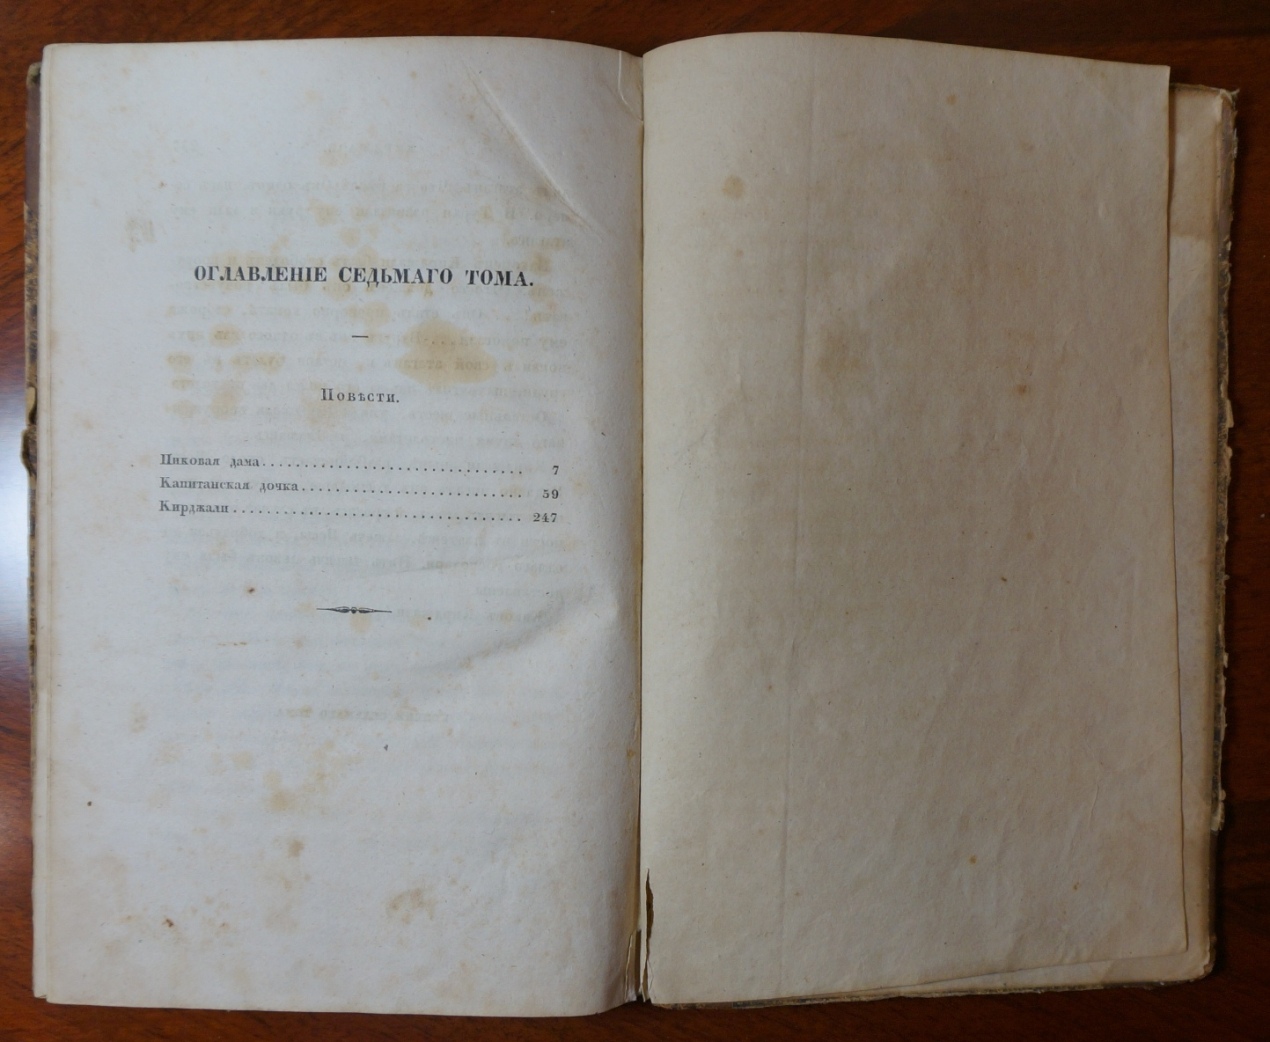 ОГЛАВЛЕНІЕ СЕДЬМАГО ТОМА.
Повѣсти.
Пиковая дама............................... 7
Капитанская дочка.......................... 59
Кирджали.................................. 247